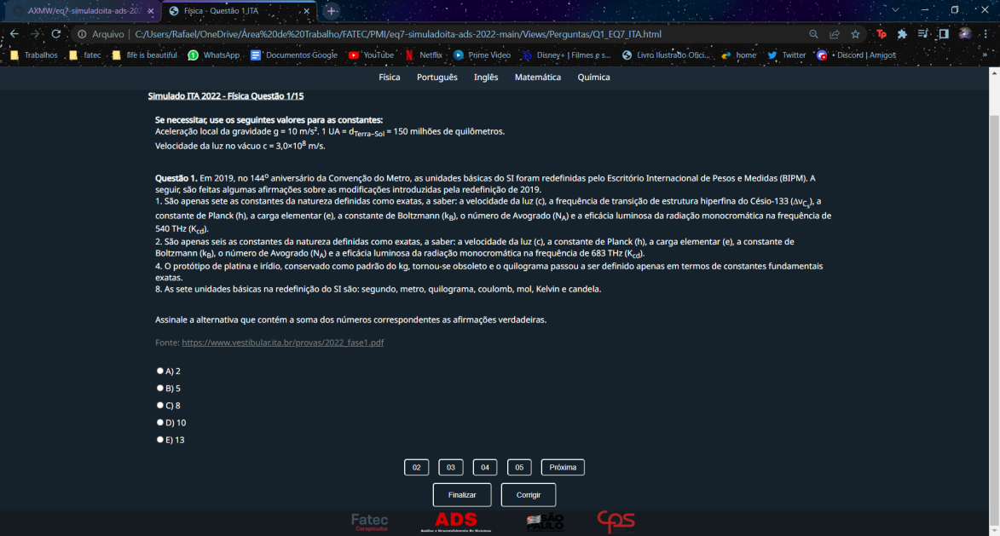 AXMW/eq7-simuladoita-ads-202
Física - Questão 1 ITA
Arquivo | C:/Users/Rafael/OneDrive/Área%20de%20Trabalho/FATEC/PMI/eq7-simuladoita-ads-2022-main/Views/Perguntas/Q1_EQ7_ITA.html
Trabalhos fatec life is beautiful WhatsApp Documentos Google YouTube Netflix Prime Video Disney+ | Filmes e s... Livro Ilustrado Ofici... home Twitter Discord | Amigos »
Física Português Inglês Matemática Química
Simulado ITA 2022 - Física Questão 1/15
Se necessitar, use os seguintes valores para as constantes:
Aceleração local da gravidade g = 10 m/s². 1 UA = dTerra–Sol = 150 milhões de quilômetros.
Velocidade da luz no vácuo c = 3,0×10⁸ m/s.
Questão 1. Em 2019, no 144º aniversário da Convenção do Metro, as unidades básicas do SI foram redefinidas pelo Escritório Internacional de Pesos e Medidas (BIPM). A
seguir, são feitas algumas afirmações sobre as modificações introduzidas pela redefinição de 2019.
1. São apenas sete as constantes da natureza definidas como exatas, a saber: a velocidade da luz (c), a frequência de transição de estrutura hiperfina do Césio-133 (ΔνCs), a
constante de Planck (h), a carga elementar (e), a constante de Boltzmann (kB), o número de Avogrado (NA) e a eficácia luminosa da radiação monocromática na frequência de
540 THz (Kcd).
2. São apenas seis as constantes da natureza definidas como exatas, a saber: a velocidade da luz (c), a constante de Planck (h), a carga elementar (e), a constante de
Boltzmann (kB), o número de Avogrado (NA) e a eficácia luminosa da radiação monocromática na frequência de 683 THz (Kcd).
4. O protótipo de platina e irídio, conservado como padrão do kg, tornou-se obsoleto e o quilograma passou a ser definido apenas em termos de constantes fundamentais
exatas.
8. As sete unidades básicas na redefinição do SI são: segundo, metro, quilograma, coulomb, mol, Kelvin e candela.
Assinale a alternativa que contém a soma dos números correspondentes as afirmações verdadeiras.
Fonte: https://www.vestibular.ita.br/provas/2022_fase1.pdf
A) 2
B) 5
C) 8
D) 10
E) 13
02 03 04 05 Próxima
Finalizar Corrigir
Fatec
Carapicuíba
ADS
Análise e Desenvolvimento De Sistemas
SÃO
PAULO
CPS